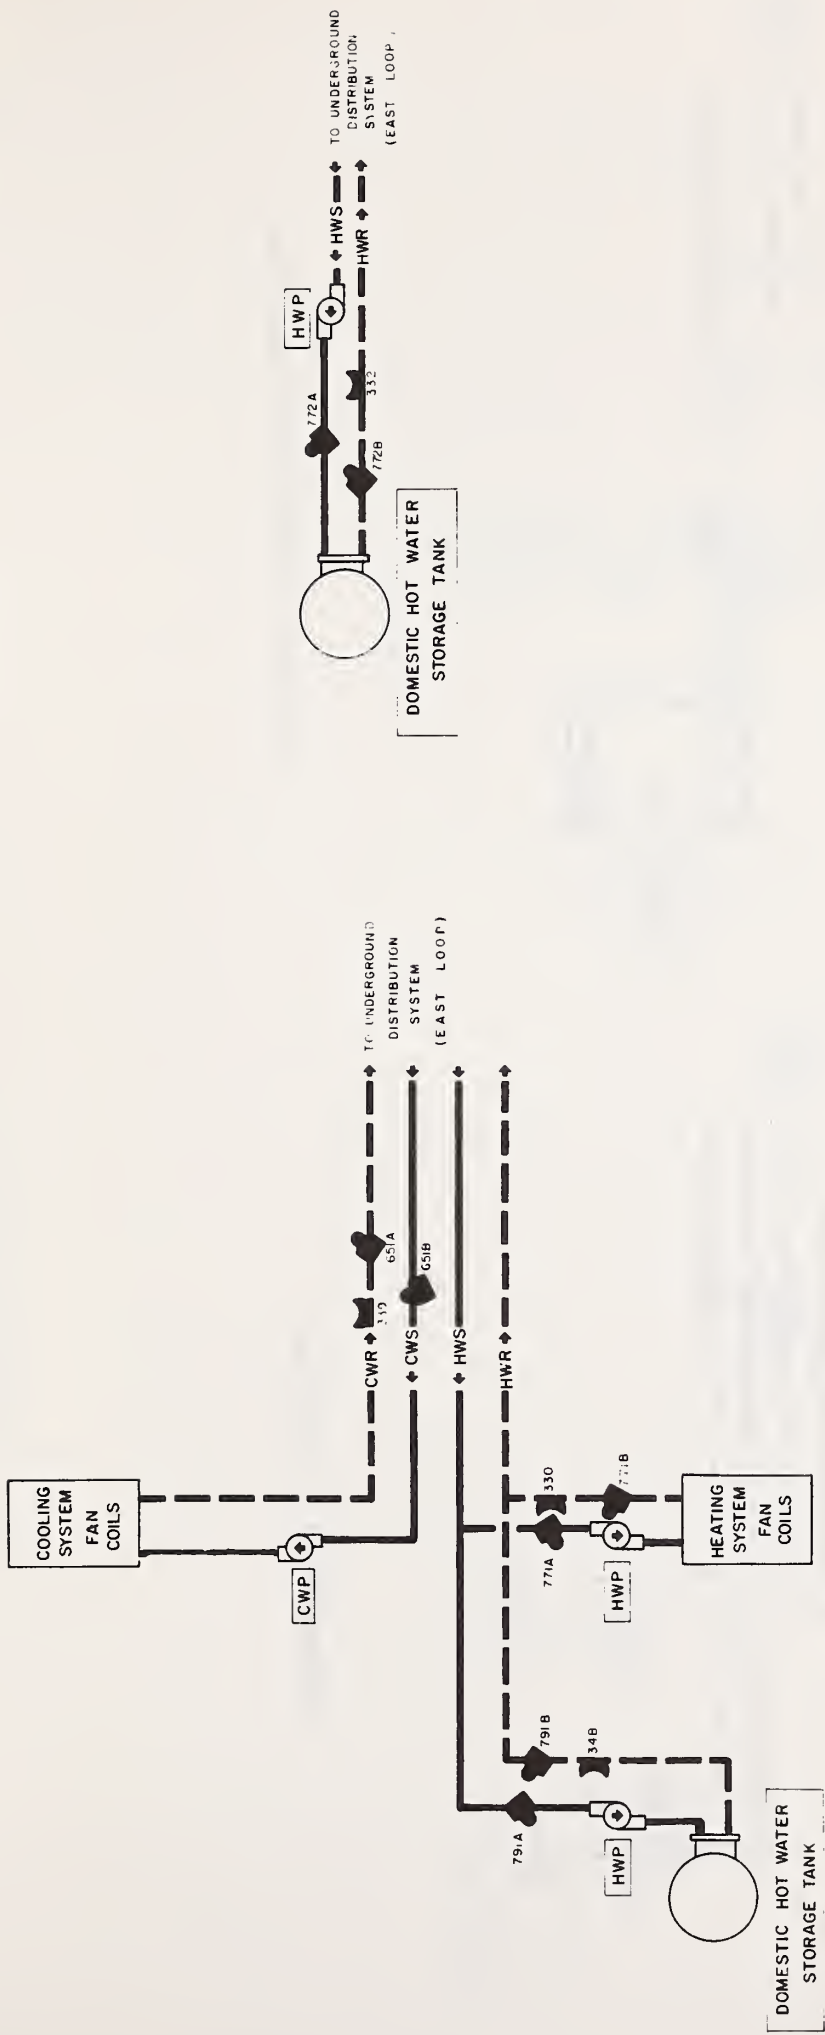 COOLING
SYSTEM
FAN
COILS
CWP
CWR
CWS
HWS
HWR
651A
651B
TO UNDERGROUND
DISTRIBUTION
SYSTEM
(EAST LOOP)
771A
330
HWP
HEATING
SYSTEM
FAN
COILS
791A
791B
348
HWP
DOMESTIC HOT WATER
STORAGE TANK
HWP
772A
772B
HWS
HWR
TO UNDERGROUND
DISTRIBUTION
SYSTEM
(EAST LOOP
DOMESTIC HOT WATER
STORAGE TANK